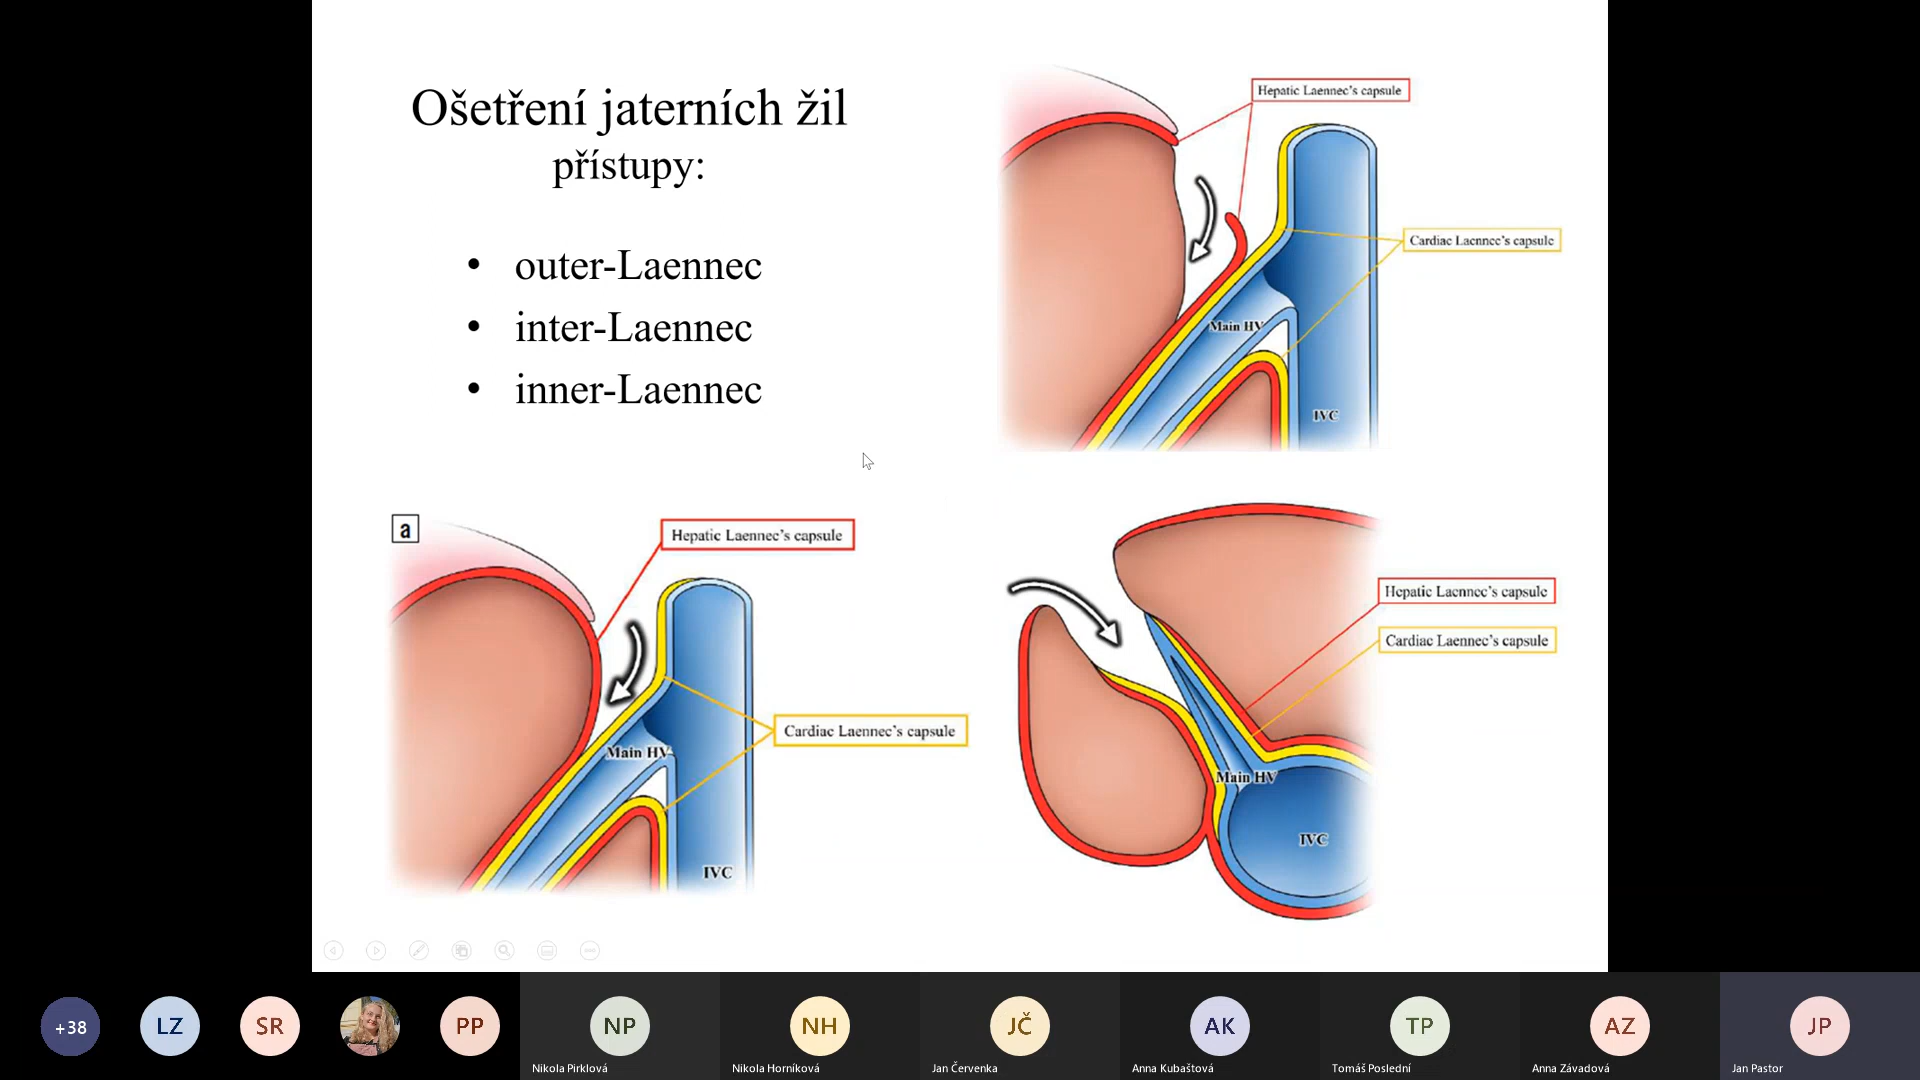 Ošetření jaterních žil
přístupy:
• outer-Laennec
• inter-Laennec
• inner-Laennec
Hepatic Laennec's capsule
Cardiac Laennec's capsule
Main HV
IVC
a
Hepatic Laennec's capsule
Cardiac Laennec's capsule
Main HV
IVC
Hepatic Laennec's capsule
Cardiac Laennec's capsule
Main HV
IVC
+38
LZ
SR
PP
NP
Nikola Pirklová
NH
Nikola Horníková
JČ
Jan Červenka
AK
Anna Kubaštová
TP
Tomáš Poslední
AZ
Anna Závadová
JP
Jan Pastor